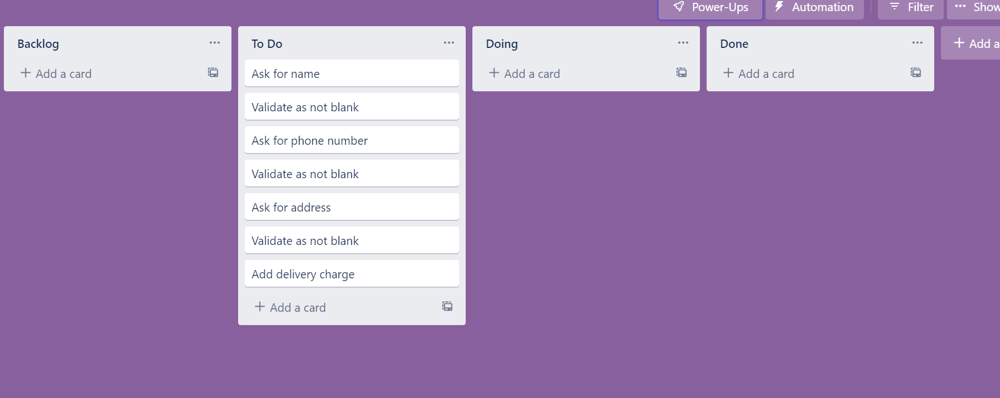 Power-Ups
Automation
Filter
Show
Backlog
Add a card
To Do
Ask for name
Validate as not blank
Ask for phone number
Validate as not blank
Ask for address
Validate as not blank
Add delivery charge
Add a card
Doing
Add a card
Done
Add a card
Add a